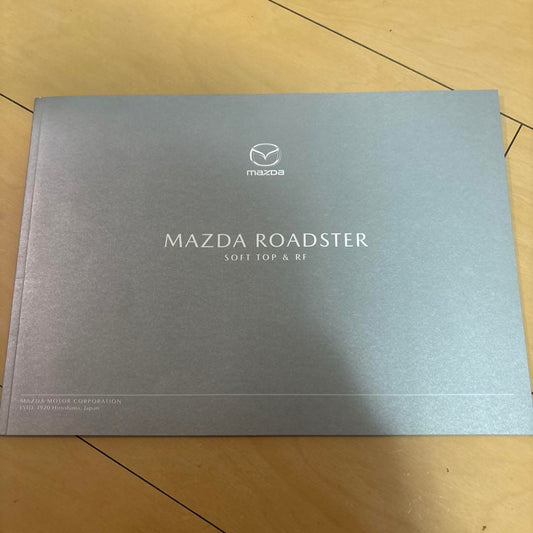 mazda
MAZDA ROADSTER
SOFT TOP & RF
MAZDA MOTOR CORPORATION
ESTD. 1920 Hiroshima, Japan